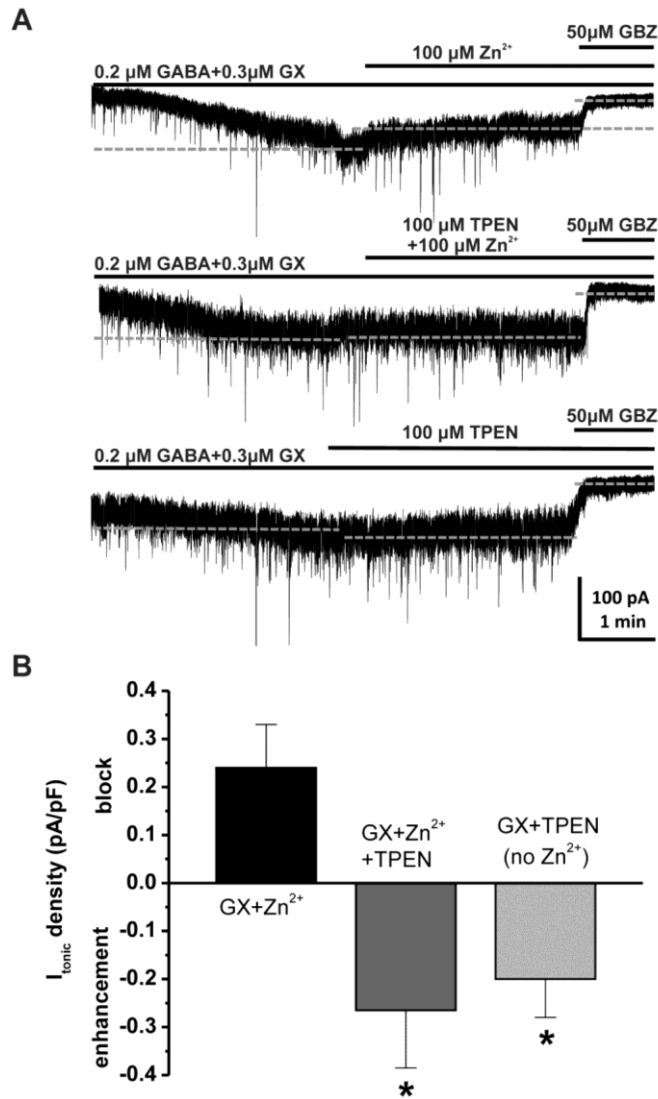 A
50µM GBZ
100 µM Zn²⁺
0.2 µM GABA+0.3µM GX
100 µM TPEN
+100 µM Zn²⁺
50µM GBZ
0.2 µM GABA+0.3µM GX
50µM GBZ
100 µM TPEN
0.2 µM GABA+0.3µM GX
100 pA
1 min
B
I tonic density (pA/pF)
enhancement
block
0.4
0.3
0.2
0.1
0.0
-0.1
-0.2
-0.3
-0.4
GX+Zn²⁺
GX+Zn²⁺
+TPEN
GX+TPEN
(no Zn²⁺)
*
*